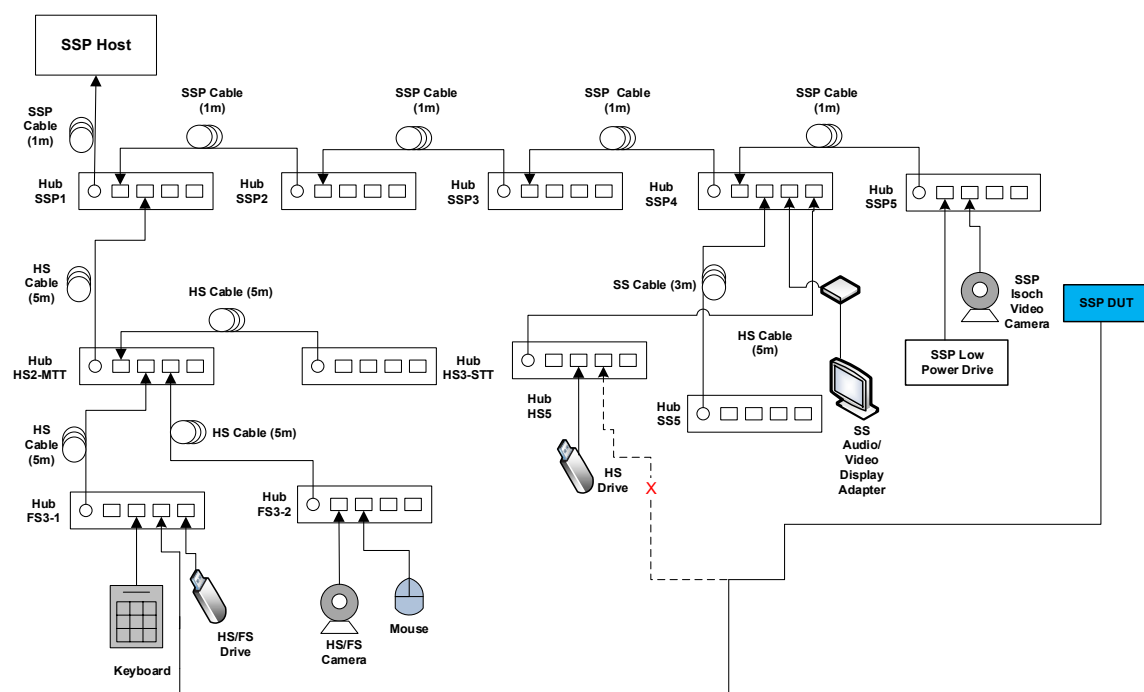 SSP Host
SSP
Cable
(1m)
SSP Cable
(1m)
SSP Cable
(1m)
SSP Cable
(1m)
SSP Cable
(1m)
Hub
SSP1
Hub
SSP2
Hub
SSP3
Hub
SSP4
Hub
SSP5
HS
Cable
(5m)
HS Cable (5m)
SS Cable (3m)
HS Cable
(5m)
SSP
Isoch
Video
Camera
SSP DUT
SSP Low
Power Drive
Hub
HS2-MTT
Hub
HS3-STT
Hub
HS5
Hub
SS5
SS
Audio/
Video
Display
Adapter
HS
Cable
(5m)
HS Cable (5m)
HS
Drive
X
Hub
FS3-1
Hub
FS3-2
Keyboard
HS/FS
Drive
HS/FS
Camera
Mouse